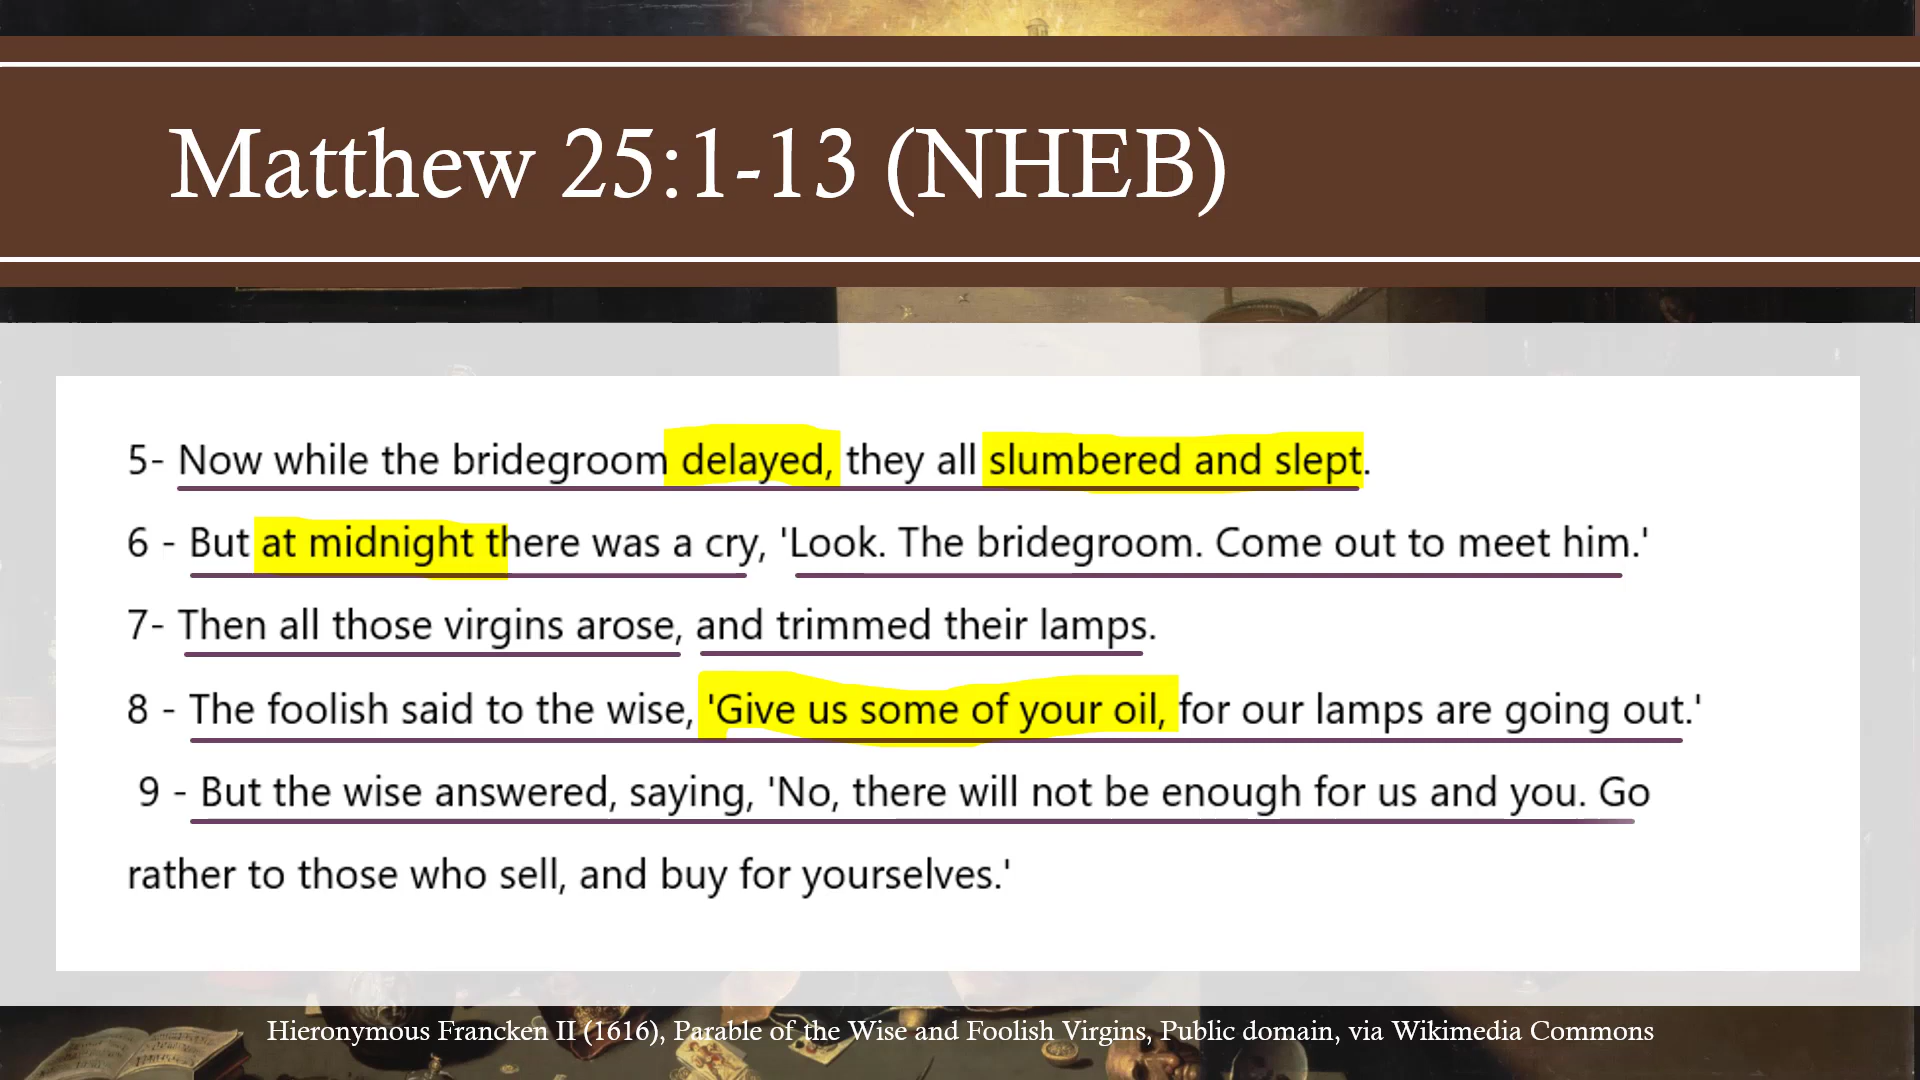 Matthew 25:1-13 (NHEB)
5- Now while the bridegroom delayed, they all slumbered and slept.
6 - But at midnight there was a cry, 'Look. The bridegroom. Come out to meet him.'
7- Then all those virgins arose, and trimmed their lamps.
8 - The foolish said to the wise, 'Give us some of your oil, for our lamps are going out.'
9 - But the wise answered, saying, 'No, there will not be enough for us and you. Go
rather to those who sell, and buy for yourselves.'
Hieronymous Francken II (1616), Parable of the Wise and Foolish Virgins, Public domain, via Wikimedia Commons